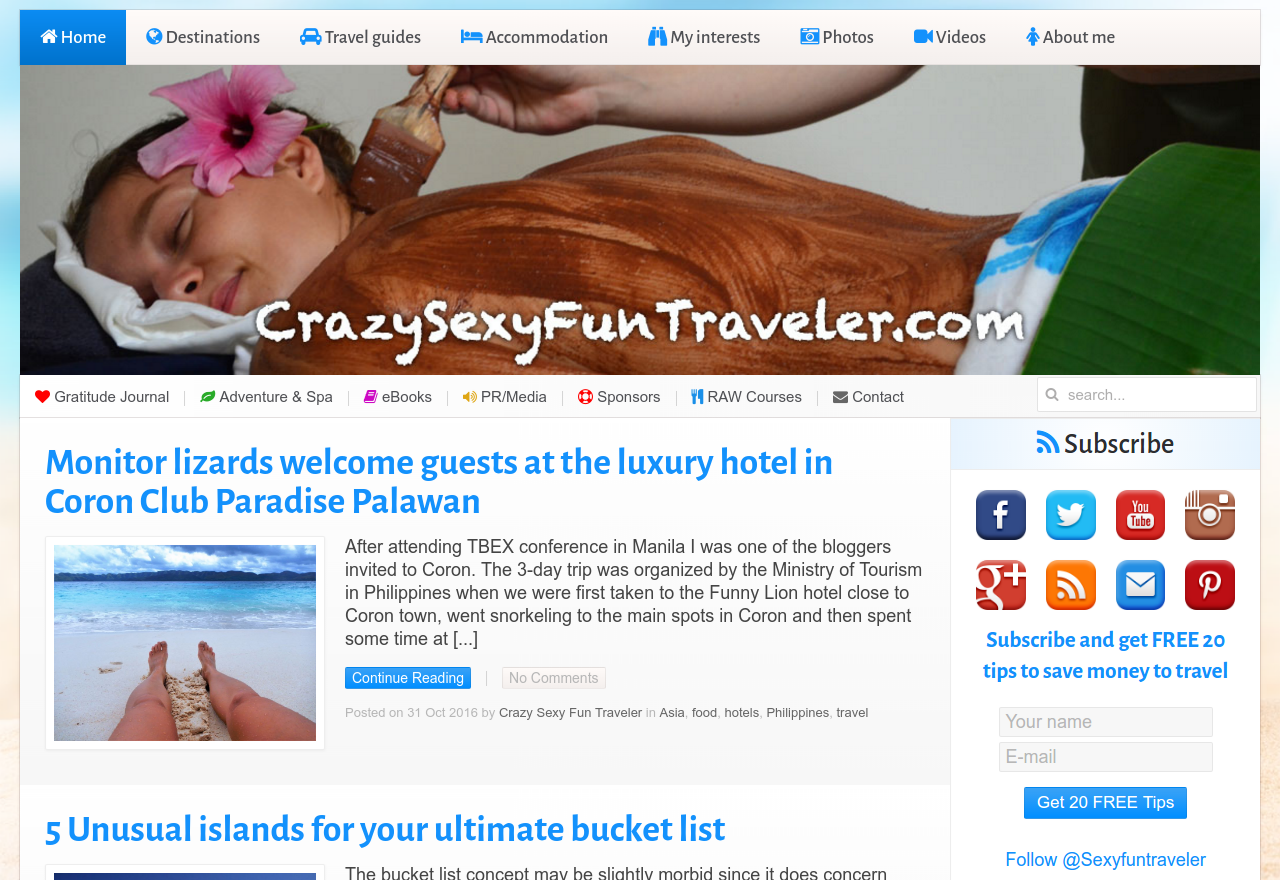 Home
Destinations
Travel guides
Accommodation
My interests
Photos
Videos
About me
CrazySexyFunTraveler.com
Gratitude Journal
Adventure & Spa
eBooks
PR/Media
Sponsors
RAW Courses
Contact
search...
Monitor lizards welcome guests at the luxury hotel in
Coron Club Paradise Palawan
After attending TBEX conference in Manila I was one of the bloggers
invited to Coron. The 3-day trip was organized by the Ministry of Tourism
in Philippines when we were first taken to the Funny Lion hotel close to
Coron town, went snorkeling to the main spots in Coron and then spent
some time at [...]
Continue Reading
No Comments
Posted on 31 Oct 2016 by Crazy Sexy Fun Traveler in Asia, food, hotels, Philippines, travel
5 Unusual islands for your ultimate bucket list
The bucket list concept may be slightly morbid since it does concern
Subscribe
f
You
Tube
g+
Subscribe and get FREE 20
tips to save money to travel
Your name
E-mail
Get 20 FREE Tips
Follow @Sexyfuntraveler